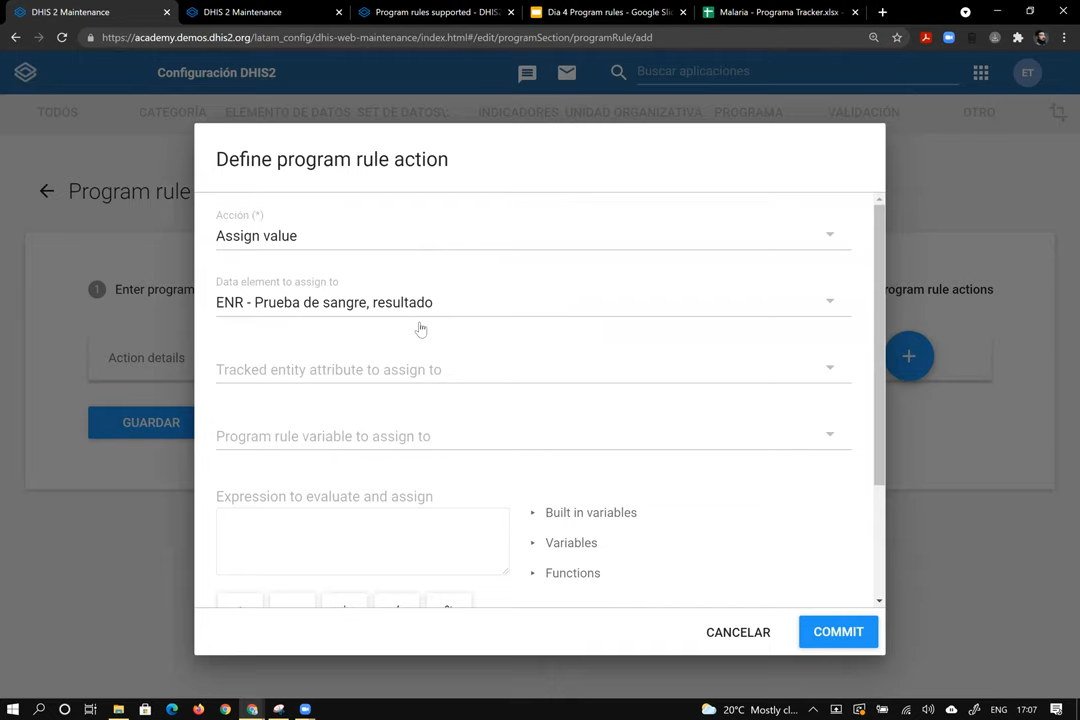 DHIS 2 Maintenance
DHIS 2 Maintenance
Program rules supported - DHIS
Dia 4 Program rules - Google Sli
Malaria - Programa Tracker.xlsx -
https://academy.demos.dhis2.org/latam_config/dhis-web-maintenance/index.html#/edit/programSection/programRule/add
Configuración DHIS2
Buscar aplicaciones
ET
TODOS
CATEGORÍA
ELEMENTO DE DATOS
SET DE DATOS
INDICADORES
UNIDAD ORGANIZATIVA
PROGRAMA
VALIDACIÓN
OTRO
Program rule
1
Enter program
rogram rule actions
Action details
GUARDAR
Define program rule action
Acción (*)
Assign value
Data element to assign to
ENR - Prueba de sangre, resultado
Tracked entity attribute to assign to
Program rule variable to assign to
Expression to evaluate and assign
Built in variables
Variables
Functions
CANCELAR
COMMIT
20°C Mostly cl...
ENG
17:07